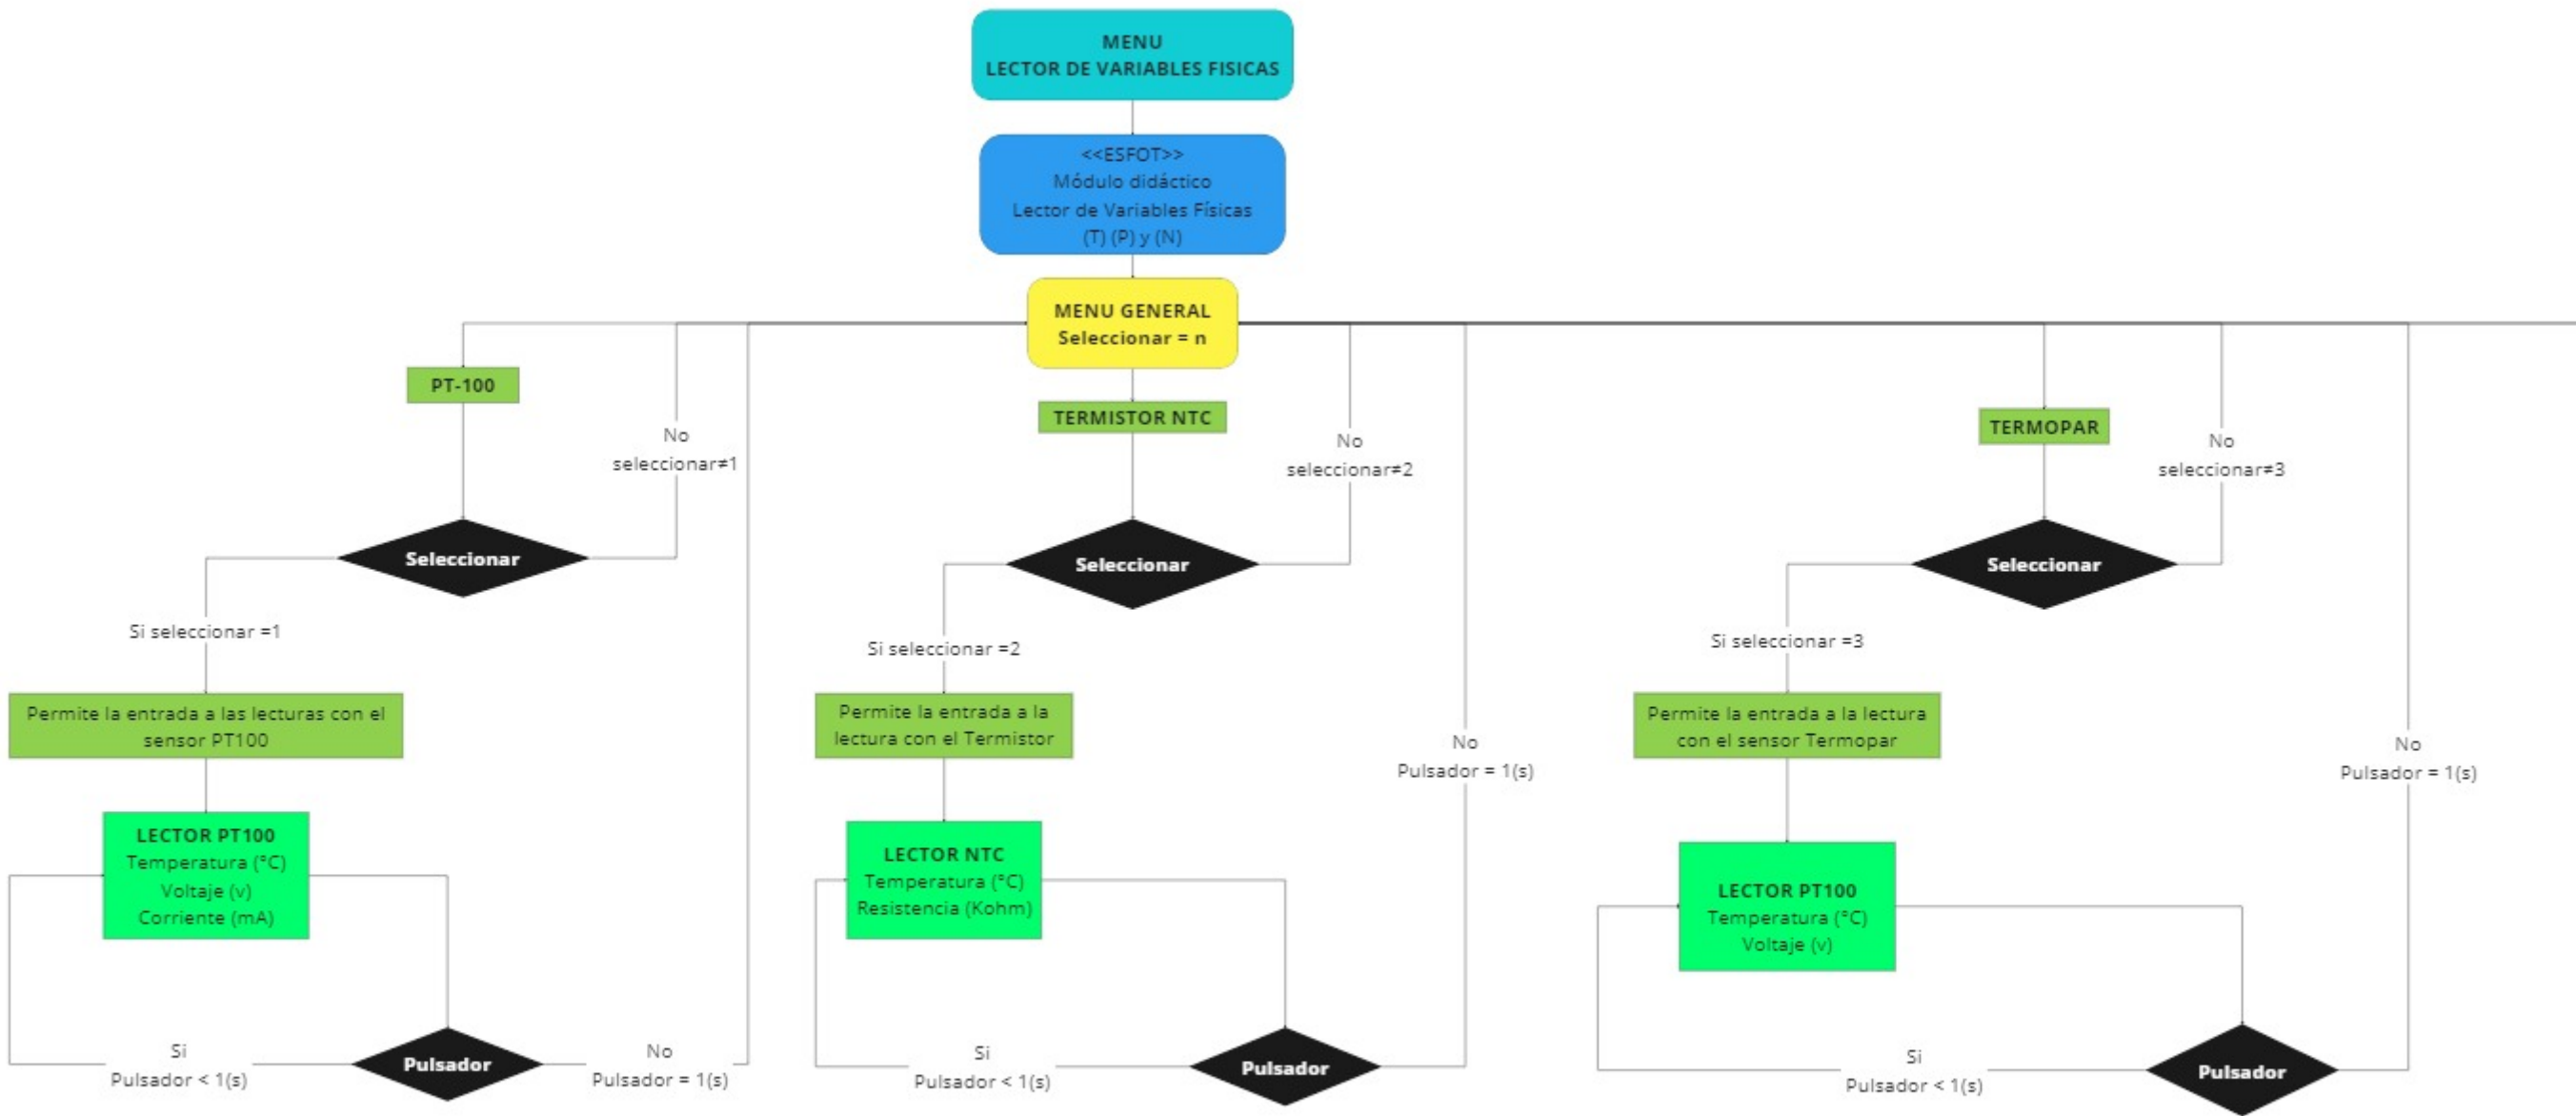 MENU
LECTOR DE VARIABLES FISICAS
<<ESFOT>>
Módulo didáctico
Lector de Variables Físicas
(T) (P) y (N)
MENU GENERAL
Seleccionar = n
PT-100
No
seleccionar≠1
Seleccionar
Si seleccionar =1
Permite la entrada a las lecturas con el
sensor PT100
LECTOR PT100
Temperatura (°C)
Voltaje (v)
Corriente (mA)
Si
Pulsador < 1(s)
Pulsador
No
Pulsador = 1(s)
TERMISTOR NTC
No
seleccionar≠2
Seleccionar
Si seleccionar =2
Permite la entrada a la
lectura con el Termistor
LECTOR NTC
Temperatura (°C)
Resistencia (Kohm)
Si
Pulsador < 1(s)
Pulsador
No
Pulsador = 1(s)
TERMOPAR
No
seleccionar≠3
Seleccionar
Si seleccionar =3
Permite la entrada a la lectura
con el sensor Termopar
LECTOR PT100
Temperatura (°C)
Voltaje (v)
Si
Pulsador < 1(s)
Pulsador
No
Pulsador = 1(s)